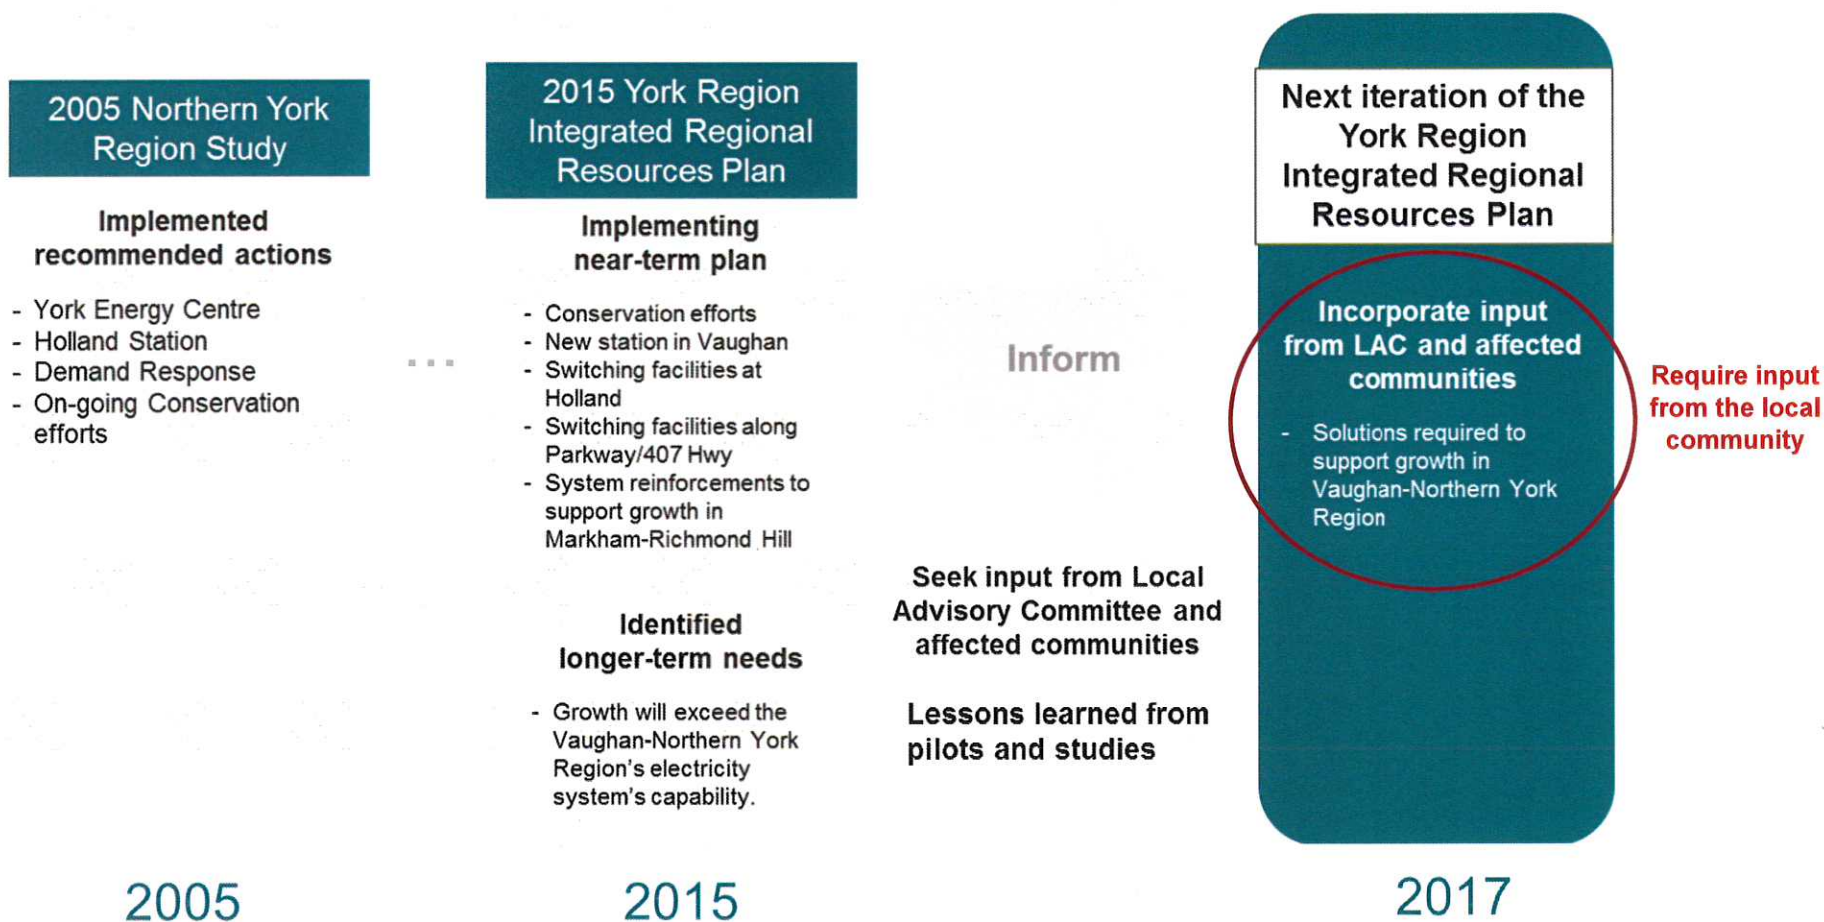 2005 Northern York
Region Study
Implemented
recommended actions
- York Energy Centre
- Holland Station
- Demand Response
- On-going Conservation
efforts
...
2015 York Region
Integrated Regional
Resources Plan
Implementing
near-term plan
- Conservation efforts
- New station in Vaughan
- Switching facilities at
Holland
- Switching facilities along
Parkway/407 Hwy
- System reinforcements to
support growth in
Markham-Richmond Hill
Identified
longer-term needs
- Growth will exceed the
Vaughan-Northern York
Region's electricity
system's capability.
Inform
Seek input from Local
Advisory Committee and
affected communities
Lessons learned from
pilots and studies
Next iteration of the
York Region
Integrated Regional
Resources Plan
Incorporate input
from LAC and affected
communities
- Solutions required to
support growth in
Vaughan-Northern York
Region
Require input
from the local
community
2005
2015
2017